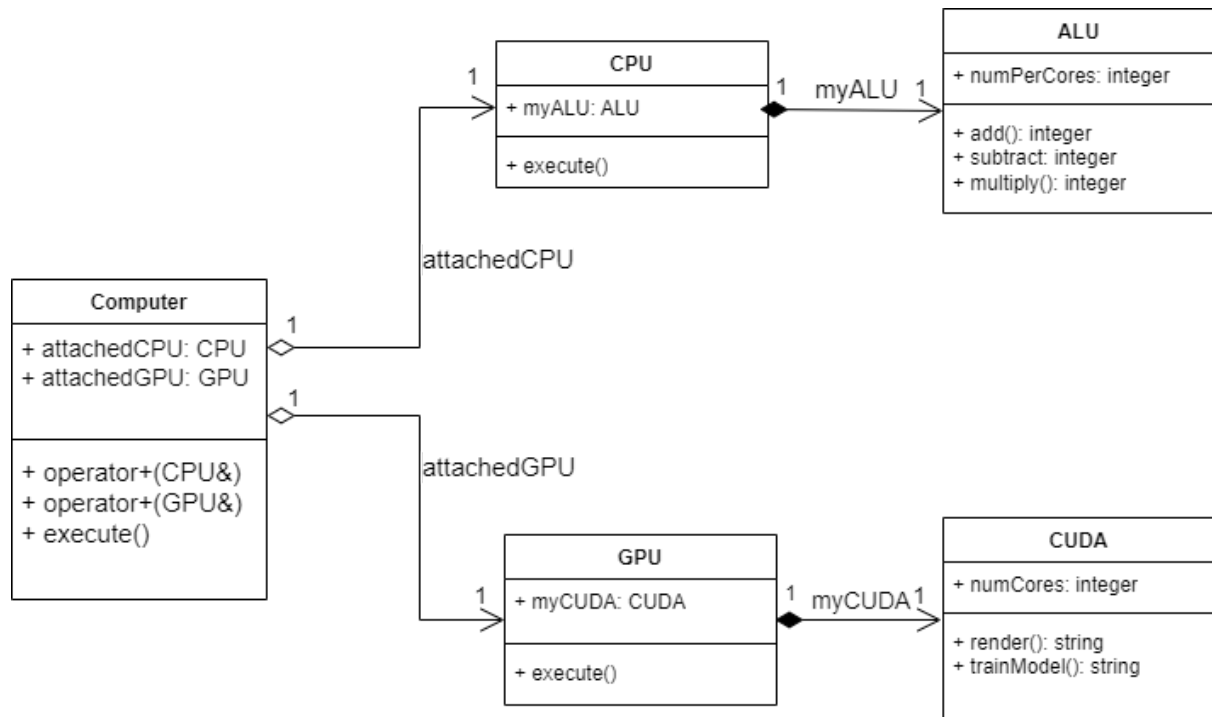 CPU
+ myALU: ALU
+ execute()
1
1
myALU
1
ALU
+ numPerCores: integer
+ add(): integer
+ subtract: integer
+ multiply(): integer
attachedCPU
Computer
+ attachedCPU: CPU
+ attachedGPU: GPU
+ operator+(CPU&)
+ operator+(GPU&)
+ execute()
1
1
attachedGPU
1
GPU
+ myCUDA: CUDA
+ execute()
1
myCUDA
1
CUDA
+ numCores: integer
+ render(): string
+ trainModel(): string